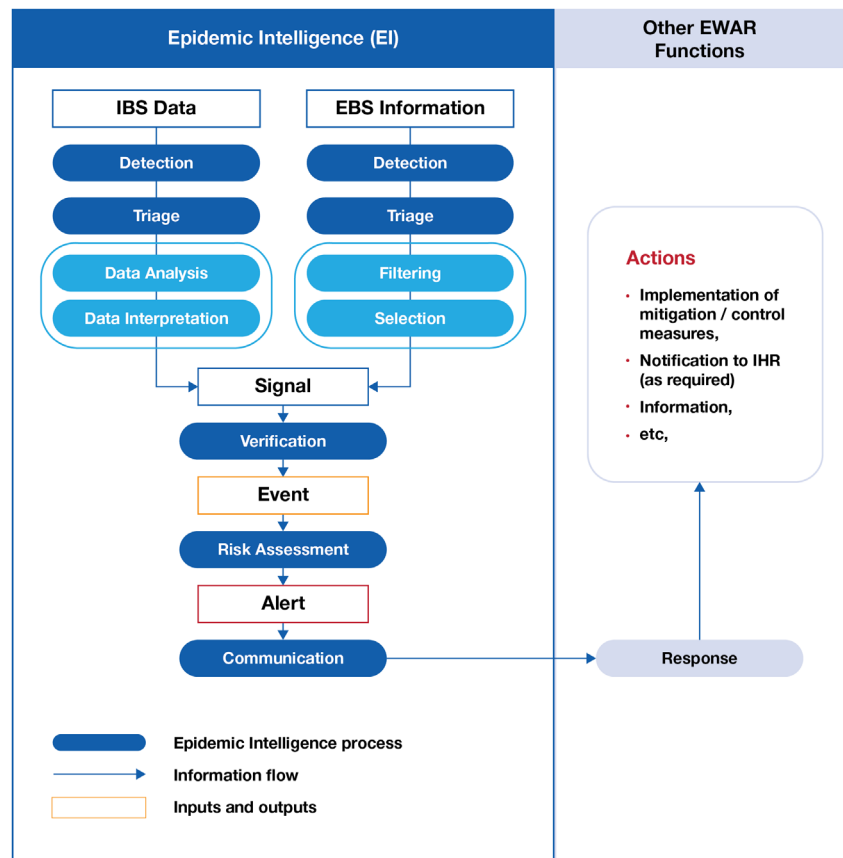 Epidemic Intelligence (EI)
Other EWAR
Functions
IBS Data
EBS Information
Detection
Detection
Triage
Triage
Data Analysis
Filtering
Data Interpretation
Selection
Signal
Verification
Event
Risk Assessment
Alert
Communication
Response
Actions
• Implementation of
mitigation / control
measures,
• Notification to IHR
(as required)
• Information,
• etc,
Epidemic Intelligence process
Information flow
Inputs and outputs